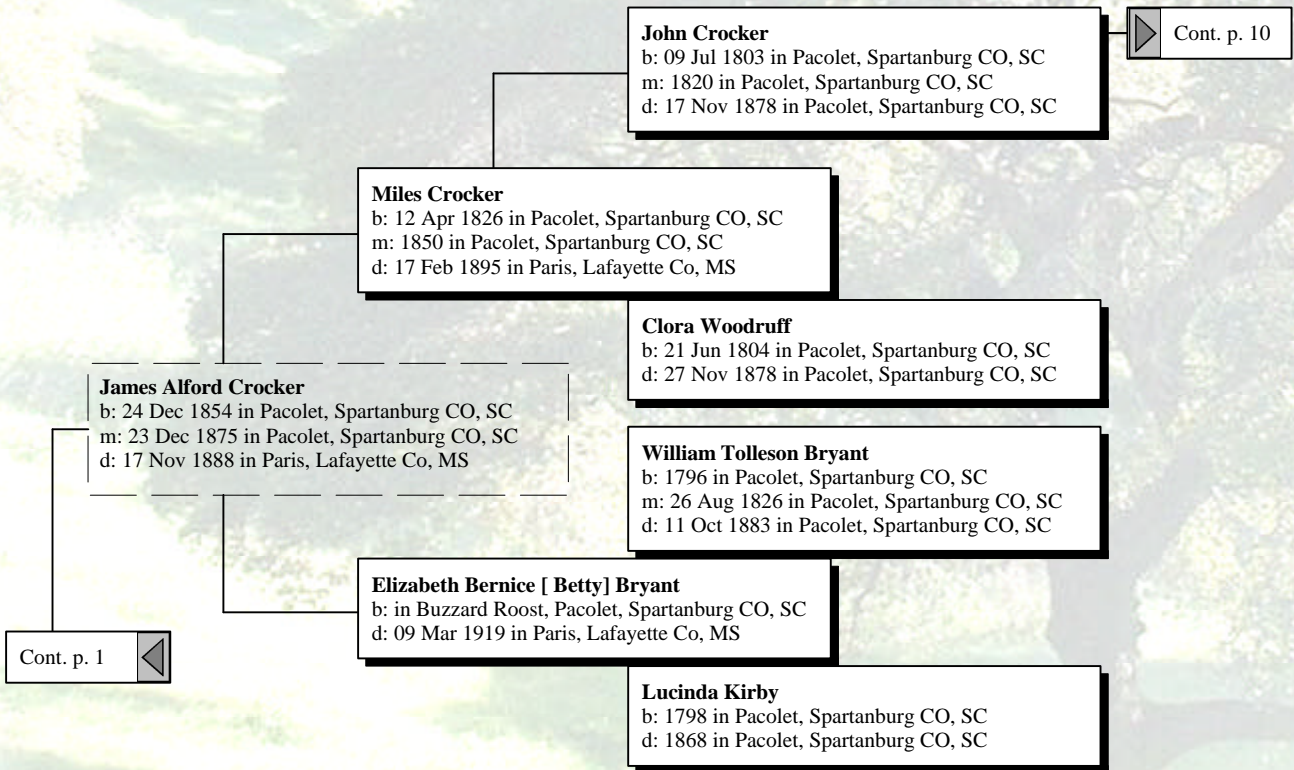 John Crocker
b: 09 Jul 1803 in Pacolet, Spartanburg CO, SC
m: 1820 in Pacolet, Spartanburg CO, SC
d: 17 Nov 1878 in Pacolet, Spartanburg CO, SC
Cont. p. 10
Miles Crocker
b: 12 Apr 1826 in Pacolet, Spartanburg CO, SC
m: 1850 in Pacolet, Spartanburg CO, SC
d: 17 Feb 1895 in Paris, Lafayette Co, MS
Clora Woodruff
b: 21 Jun 1804 in Pacolet, Spartanburg CO, SC
d: 27 Nov 1878 in Pacolet, Spartanburg CO, SC
James Alford Crocker
b: 24 Dec 1854 in Pacolet, Spartanburg CO, SC
m: 23 Dec 1875 in Pacolet, Spartanburg CO, SC
d: 17 Nov 1888 in Paris, Lafayette Co, MS
William Tolleson Bryant
b: 1796 in Pacolet, Spartanburg CO, SC
m: 26 Aug 1826 in Pacolet, Spartanburg CO, SC
d: 11 Oct 1883 in Pacolet, Spartanburg CO, SC
Elizabeth Bernice [ Betty] Bryant
b: in Buzzard Roost, Pacolet, Spartanburg CO, SC
d: 09 Mar 1919 in Paris, Lafayette Co, MS
Cont. p. 1
Lucinda Kirby
b: 1798 in Pacolet, Spartanburg CO, SC
d: 1868 in Pacolet, Spartanburg CO, SC